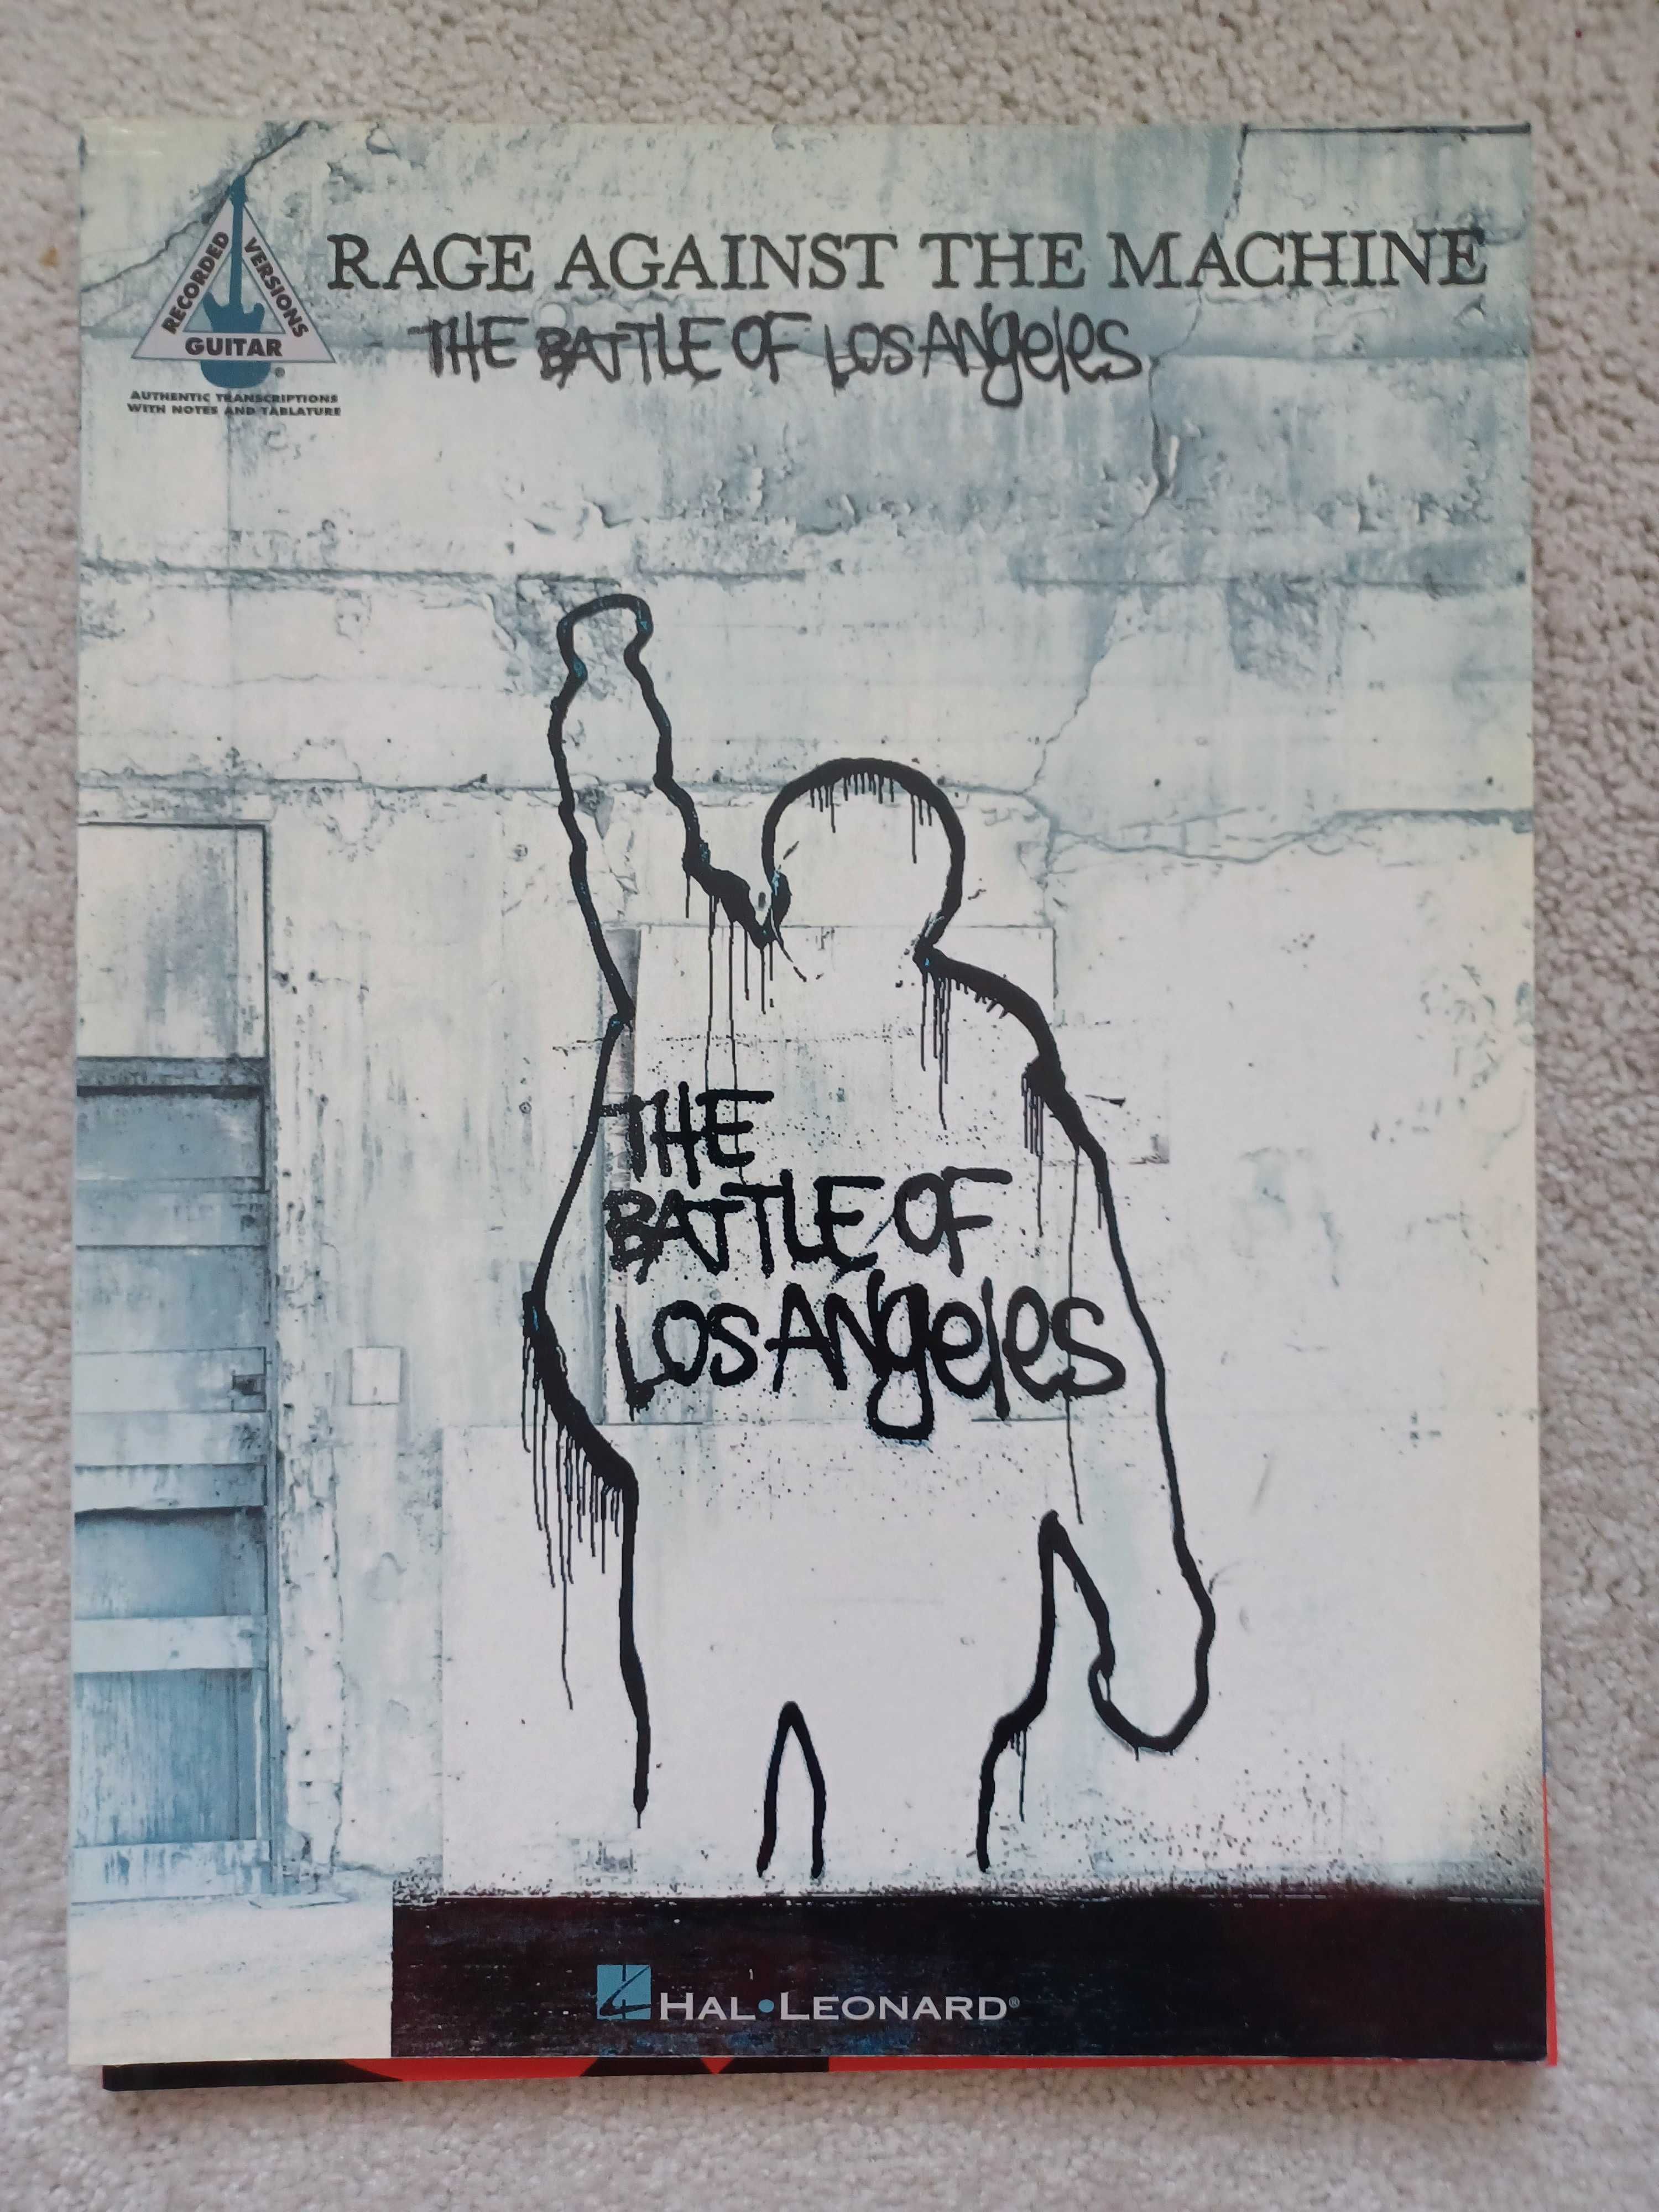 RECORDED VERSIONS
GUITAR®
AUTHENTIC TRANSCRIPTIONS
WITH NOTES AND TABLATURE
RAGE AGAINST THE MACHINE
THE BATTLE OF LOS ANgeles
THE
BATTLE OF
LOS ANgeles
HAL•LEONARD®